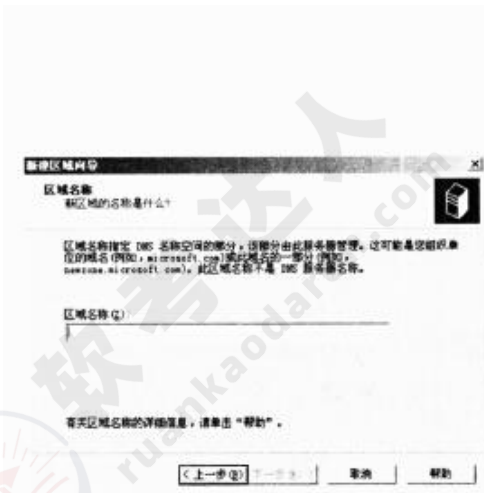 新建区域向导
区域名称
新区域的名称是什么?
区域名称指定 DNS 名称空间的部分，该部分由此服务器管理。这可能是您组织单
位的域名(例如，microsoft.com)或此域名的一部分(例如，
newzone.microsoft.com)。此区域名称不是 DNS 服务器名称。
区域名称(Z):
有关区域名称的详细信息，请单击“帮助”。
<上一步(B) 下一步(N)> 取消 帮助
软考达人
ruankaodaren.com